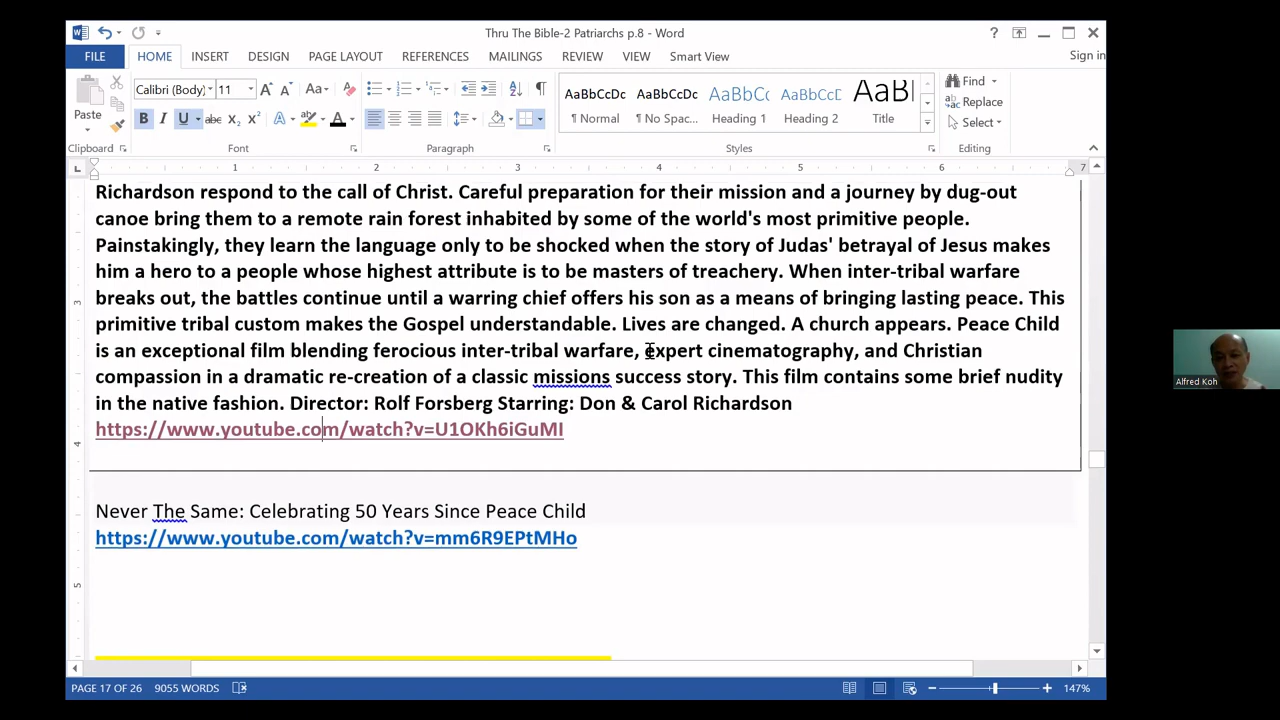 Thru The Bible-2 Patriarchs p.8 - Word
Sign in
FILE HOME INSERT DESIGN PAGE LAYOUT REFERENCES MAILINGS REVIEW VIEW Smart View
Paste
Calibri (Body) 11
Find
Replace
Select
AaBbCcDc AaBbCcDc AaBbCc AaBbCcD AaB
¶ Normal ¶ No Spac... Heading 1 Heading 2 Title
Clipboard Font Paragraph Styles Editing
1 2 3 4 5 6 7
Richardson respond to the call of Christ. Careful preparation for their mission and a journey by dug-out
canoe bring them to a remote rain forest inhabited by some of the world's most primitive people.
Painstakingly, they learn the language only to be shocked when the story of Judas' betrayal of Jesus makes
him a hero to a people whose highest attribute is to be masters of treachery. When inter-tribal warfare
breaks out, the battles continue until a warring chief offers his son as a means of bringing lasting peace. This
primitive tribal custom makes the Gospel understandable. Lives are changed. A church appears. Peace Child
is an exceptional film blending ferocious inter-tribal warfare, expert cinematography, and Christian
compassion in a dramatic re-creation of a classic missions success story. This film contains some brief nudity
in the native fashion. Director: Rolf Forsberg Starring: Don & Carol Richardson
https://www.youtube.com/watch?v=U1OKh6iGuMI
Never The Same: Celebrating 50 Years Since Peace Child
https://www.youtube.com/watch?v=mm6R9EPtMHo
PAGE 17 OF 26 9055 WORDS
147%
Alfred Koh